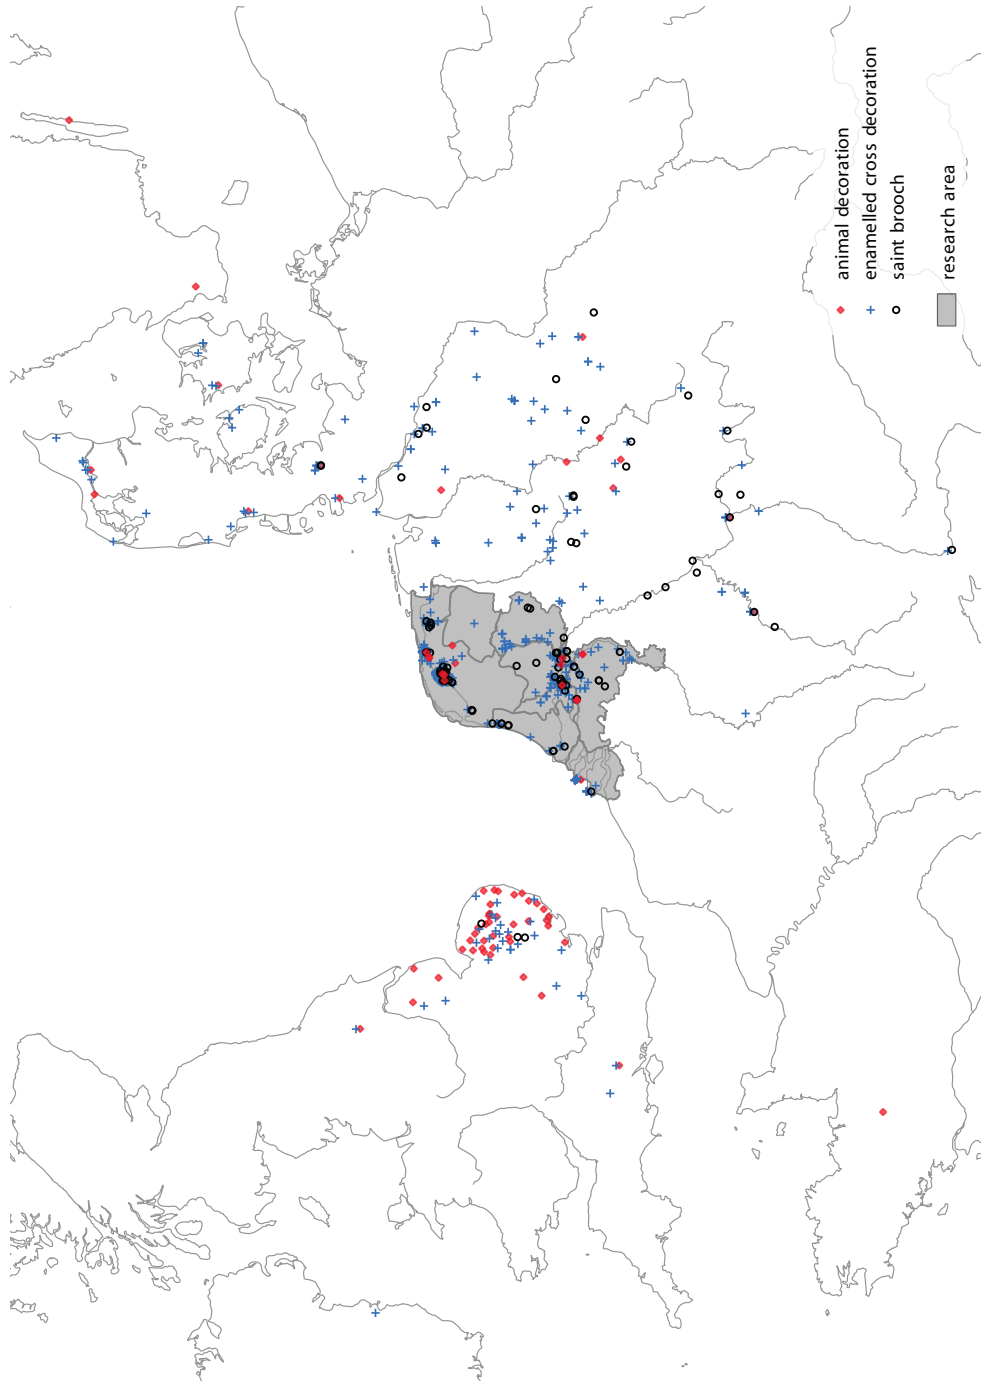 animal decoration
enamelled cross decoration
saint brooch
research area